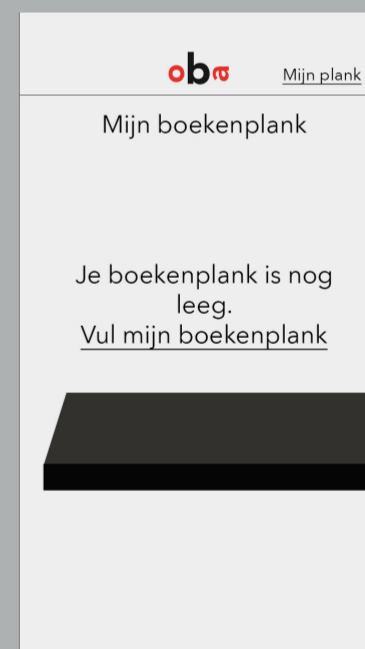 oba
Mijn plank
Mijn boekenplank
Je boekenplank is nog
leeg.
Vul mijn boekenplank